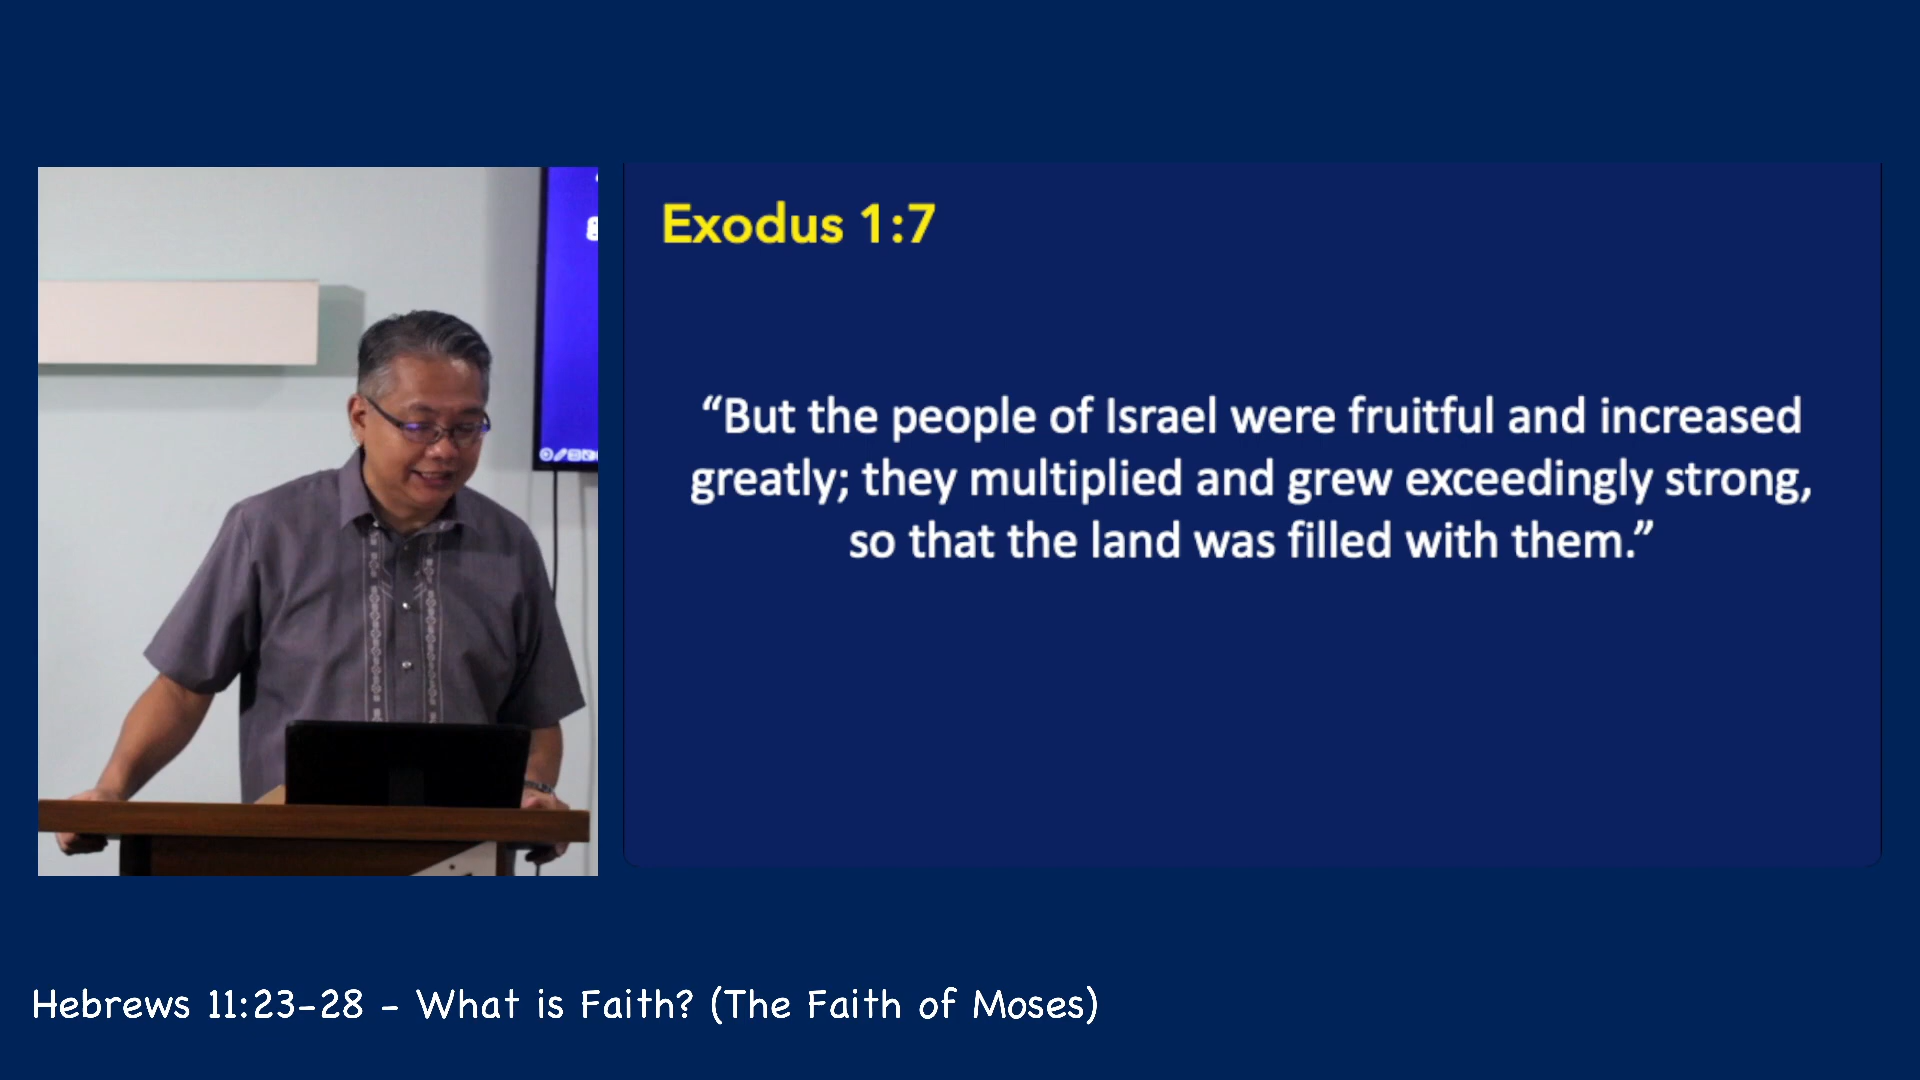 Exodus 1:7
“But the people of Israel were fruitful and increased
greatly; they multiplied and grew exceedingly strong,
so that the land was filled with them.”
Hebrews 11:23-28 - What is Faith? (The Faith of Moses)